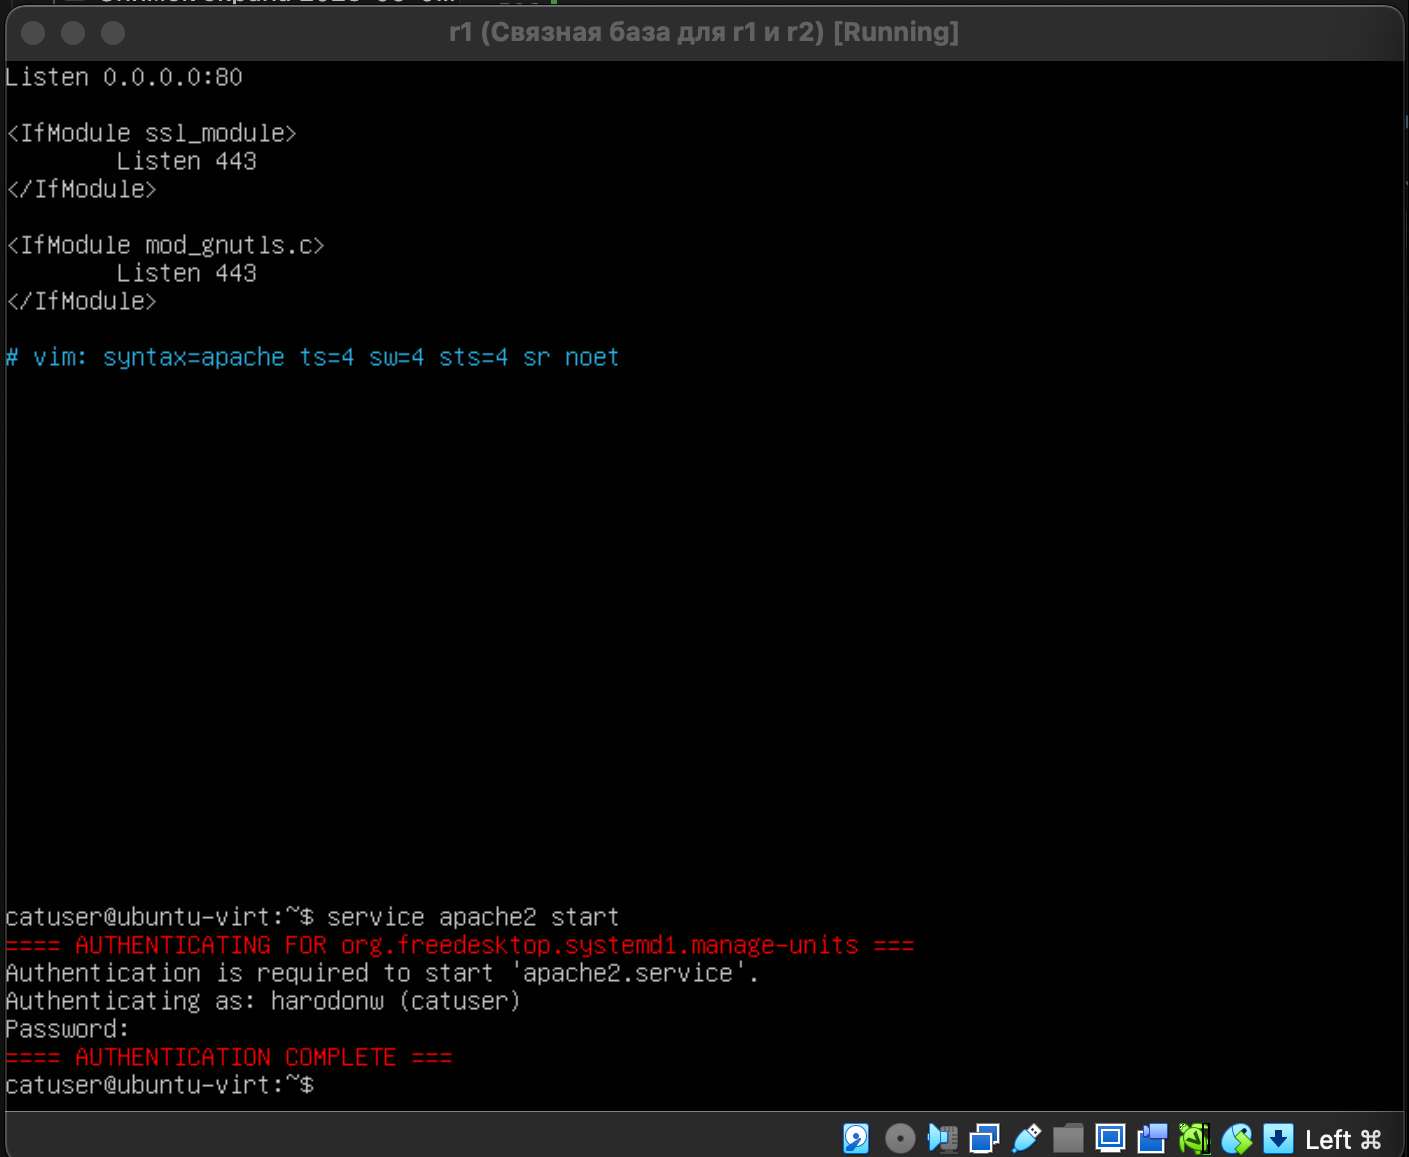 r1 (Связная база для r1 и r2) [Running]
Listen 0.0.0.0:80
<IfModule ssl_module>
Listen 443
</IfModule>
<IfModule mod_gnutls.c>
Listen 443
</IfModule>
# vim: syntax=apache ts=4 sw=4 sts=4 sr noet
catuser@ubuntu-virt:~$ service apache2 start
==== AUTHENTICATING FOR org.freedesktop.systemd1.manage-units ===
Authentication is required to start 'apache2.service'.
Authenticating as: harodonw (catuser)
Password:
==== AUTHENTICATION COMPLETE ===
catuser@ubuntu-virt:~$
Left ⌘